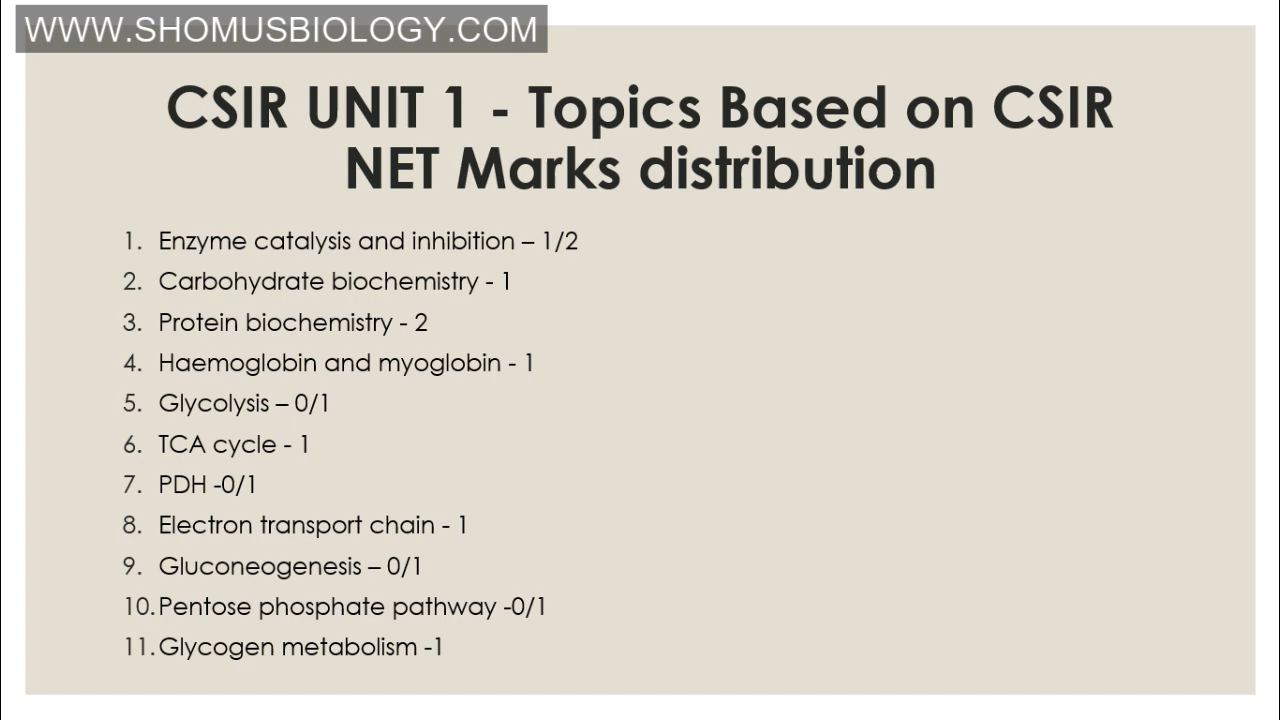 WWW.SHOMUSBIOLOGY.COM
CSIR UNIT 1 - Topics Based on CSIR
NET Marks distribution
1. Enzyme catalysis and inhibition – 1/2
2. Carbohydrate biochemistry - 1
3. Protein biochemistry - 2
4. Haemoglobin and myoglobin - 1
5. Glycolysis – 0/1
6. TCA cycle - 1
7. PDH -0/1
8. Electron transport chain - 1
9. Gluconeogenesis – 0/1
10. Pentose phosphate pathway -0/1
11. Glycogen metabolism -1